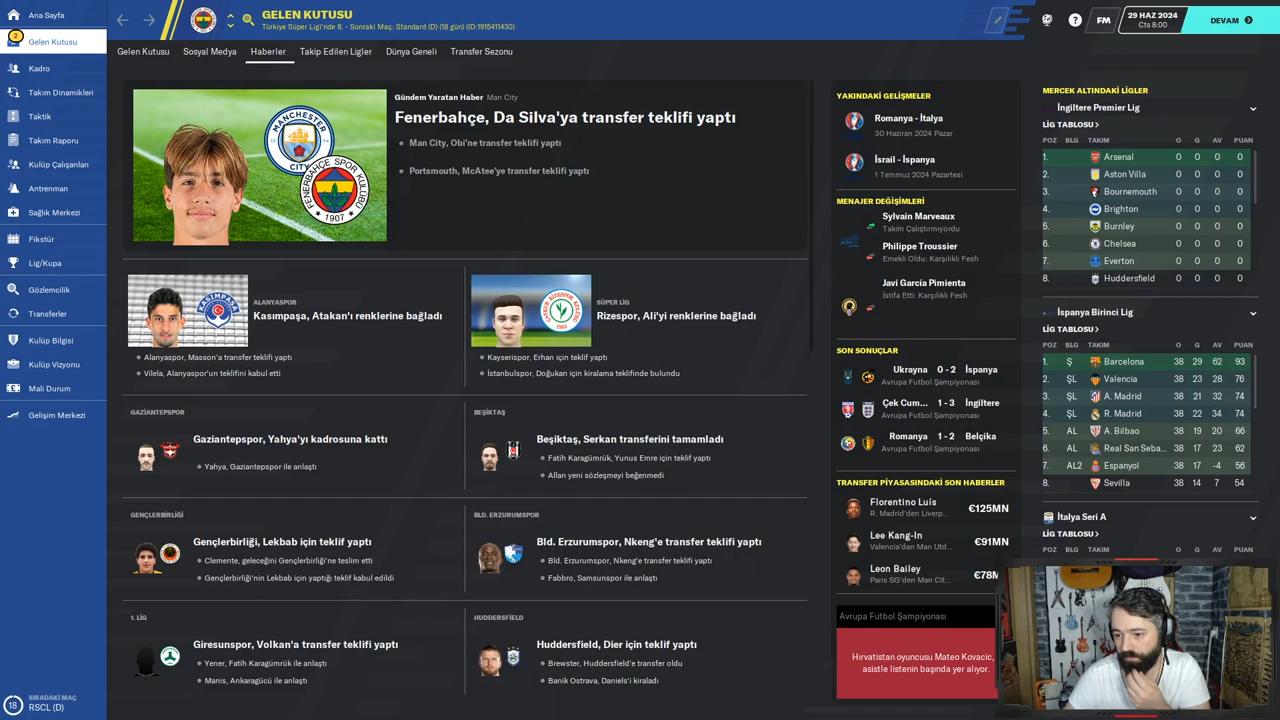 Ana Sayfa
2
Gelen Kutusu
Kadro
Takım Dinamikleri
Taktik
Takım Raporu
Kulüp Çalışanları
Antrenman
Sağlık Merkezi
Fikstür
Lig/Kupa
Gözlemcilik
Transferler
Kulüp Bilgisi
Kulüp Vizyonu
Mali Durum
Gelişim Merkezi
18
SIRADAKİ MAÇ
RSCL (D)
GELEN KUTUSU
Türkiye Süper Ligi'nde 8. - Sonraki Maç: Standard (D) (18 gün) (ID:1915411430)
?
FM
29 HAZ 2024
Cts 8:00
DEVAM
Gelen Kutusu
Sosyal Medya
Haberler
Takip Edilen Ligler
Dünya Geneli
Transfer Sezonu
MANCHESTER
CITY
FENERBAHÇE SPOR KULÜBÜ
1907
Gündem Yaratan Haber Man City
Fenerbahçe, Da Silva'ya transfer teklifi yaptı
Man City, Obi'ne transfer teklifi yaptı
Portsmouth, McAtee'ye transfer teklifi yaptı
ALANYASPOR
Kasımpaşa, Atakan'ı renklerine bağladı
Alanyaspor, Masson'a transfer teklifi yaptı
Vilela, Alanyaspor'un teklifini kabul etti
SÜPER LİG
Rizespor, Ali'yi renklerine bağladı
Kayserispor, Erhan için teklif yaptı
İstanbulspor, Doğukan için kiralama teklifinde bulundu
GAZİANTEPSPOR
Gaziantepspor, Yahya'yı kadrosuna kattı
Yahya, Gaziantepspor ile anlaştı
BEŞİKTAŞ
Beşiktaş, Serkan transferini tamamladı
Fatih Karagümrük, Yunus Emre için teklif yaptı
Allan yeni sözleşmeyi beğenmedi
GENÇLERBİRLİĞİ
Gençlerbirliği, Lekbab için teklif yaptı
Clemente, geleceğini Gençlerbirliği'ne teslim etti
Gençlerbirliği'nin Lekbab için yaptığı teklif kabul edildi
BLD. ERZURUMSPOR
Bld. Erzurumspor, Nkeng'e transfer teklifi yaptı
Bld. Erzurumspor, Nkeng'e transfer teklifi yaptı
Fabbro, Samsunspor ile anlaştı
1. LİG
Giresunspor, Volkan'a transfer teklifi yaptı
Yener, Fatih Karagümrük ile anlaştı
Manis, Ankaragücü ile anlaştı
HUDDERSFİELD
Huddersfield, Dier için teklif yaptı
Brewster, Huddersfield'e transfer oldu
Banik Ostrava, Daniels'i kiraladı
YAKINDAKİ GELİŞMELER
Romanya - İtalya
30 Haziran 2024 Pazar
İsrail - İspanya
1 Temmuz 2024 Pazartesi
MENAJER DEĞİŞİMLERİ
Sylvain Marveaux
Takım Çalıştırmıyordu
Philippe Troussier
Emekli Oldu: Karşılıklı Fesh
Javi García Pimienta
İstifa Etti: Karşılıklı Fesh
SON SONUÇLAR
Ukrayna 0 - 2 İspanya
Avrupa Futbol Şampiyonası
Çek Cum... 1 - 3 İngiltere
Avrupa Futbol Şampiyonası
Romanya 1 - 2 Belçika
Avrupa Futbol Şampiyonası
TRANSFER PİYASASINDAKİ SON HABERLER
Florentino Luís €125MN
R. Madrid'den Liverp...
Lee Kang-In €91MN
Valencia'dan Man Utd...
Leon Bailey €78M
Paris SG'den Man Cit...
Avrupa Futbol Şampiyonası
Hırvatistan oyuncusu Mateo Kovacic,
asistle listenin başında yer alıyor.
MERCEK ALTINDAKİ LİGLER
İngiltere Premier Lig
LİG TABLOSU
POZ BLG TAKIM O G AV PUAN
1. Arsenal 0 0 0 0
2. Aston Villa 0 0 0 0
3. Bournemouth 0 0 0 0
4. Brighton 0 0 0 0
5. Burnley 0 0 0 0
6. Chelsea 0 0 0 0
7. Everton 0 0 0 0
8. Huddersfield 0 0 0 0
İspanya Birinci Lig
LİG TABLOSU
POZ BLG TAKIM O G AV PUAN
1. Ş Barcelona 38 29 62 93
2. ŞL Valencia 38 23 28 76
3. ŞL A. Madrid 38 21 32 74
4. ŞL R. Madrid 38 22 34 74
5. AL A. Bilbao 38 19 20 66
6. AL Real San Seba... 38 17 23 62
7. AL2 Espanyol 38 17 -4 56
8. Sevilla 38 14 7 54
İtalya Seri A
LİG TABLOSU
POZ BLG TAKIM O G AV PUAN